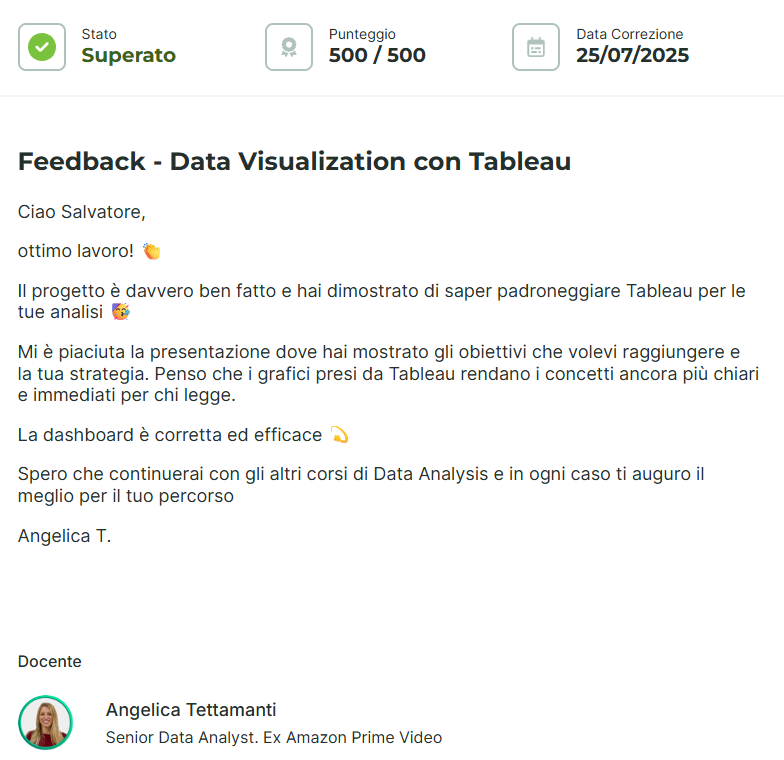 Stato
Superato
Punteggio
500 / 500
Data Correzione
25/07/2025
Feedback - Data Visualization con Tableau
Ciao Salvatore,
ottimo lavoro! 👏
Il progetto è davvero ben fatto e hai dimostrato di saper padroneggiare Tableau per le
tue analisi 🥳
Mi è piaciuta la presentazione dove hai mostrato gli obiettivi che volevi raggiungere e
la tua strategia. Penso che i grafici presi da Tableau rendano i concetti ancora più chiari
e immediati per chi legge.
La dashboard è corretta ed efficace 💫
Spero che continuerai con gli altri corsi di Data Analysis e in ogni caso ti auguro il
meglio per il tuo percorso
Angelica T.
Docente
Angelica Tettamanti
Senior Data Analyst. Ex Amazon Prime Video